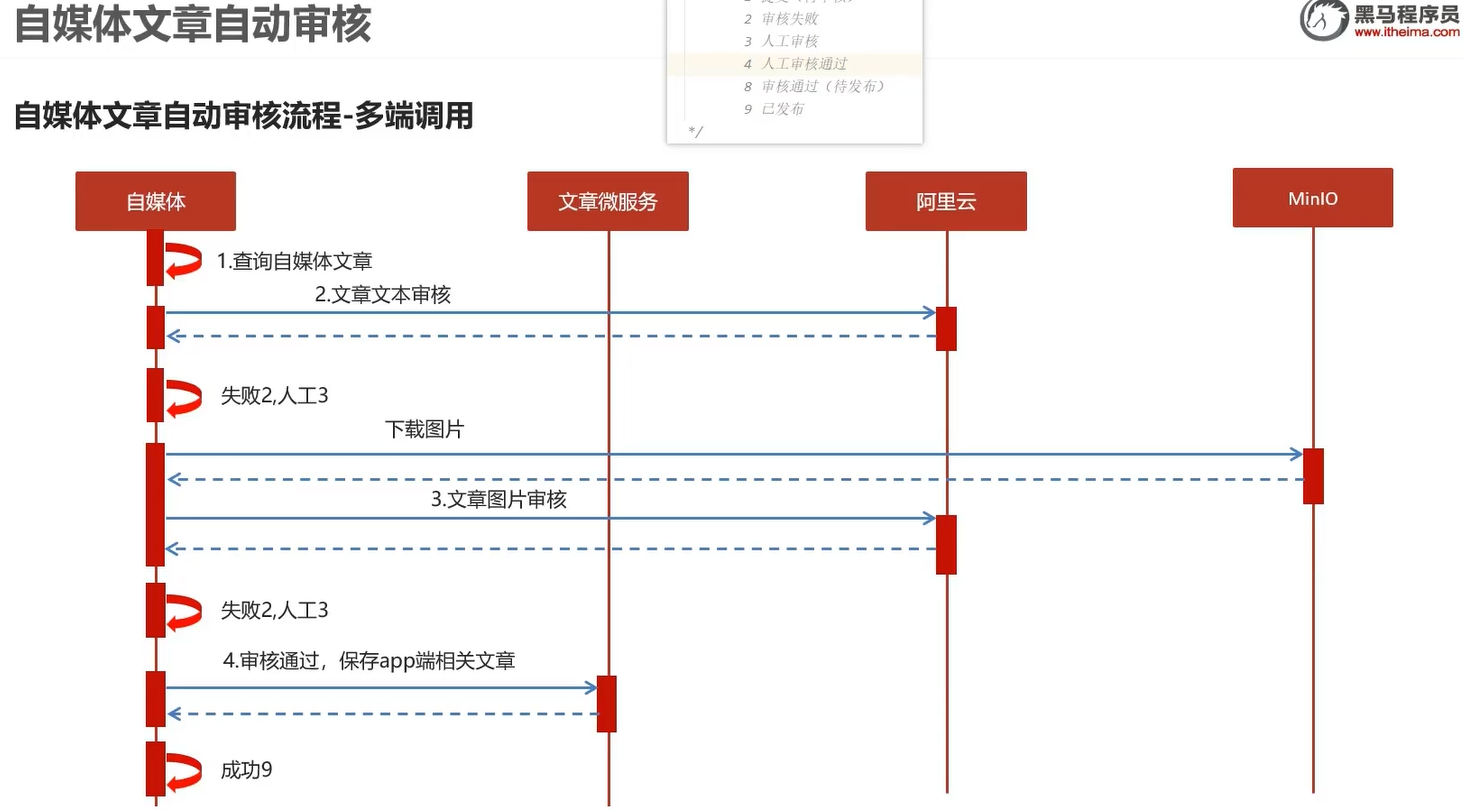 自媒体文章自动审核
黑马程序员
www.itheima.com
2 审核失败
3 人工审核
4 人工审核通过
8 审核通过（待发布）
9 已发布
*/
自媒体文章自动审核流程-多端调用
自媒体
文章微服务
阿里云
MinIO
1.查询自媒体文章
2.文章文本审核
失败2,人工3
下载图片
3.文章图片审核
失败2,人工3
4.审核通过，保存app端相关文章
成功9